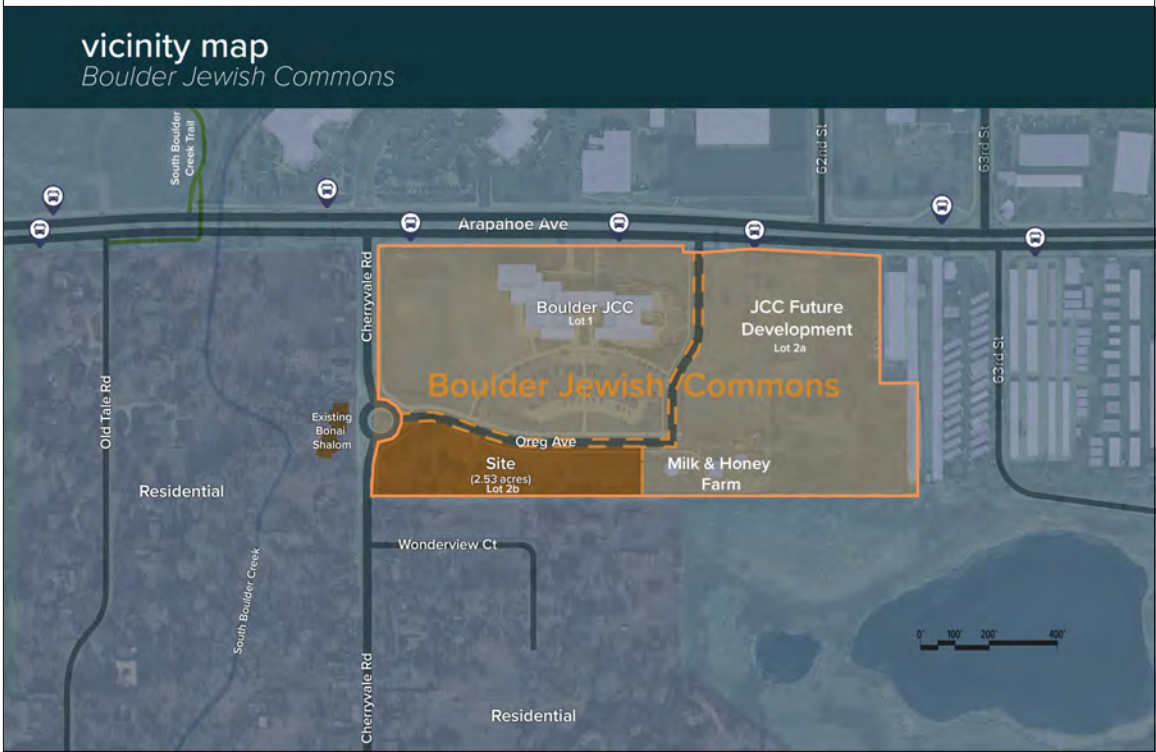 vicinity map
Boulder Jewish Commons
South Boulder
Creek Trail
62nd St
63rd St
Arapahoe Ave
Cherryvale Rd
Boulder JCC
Lot 1
JCC Future
Development
Lot 2a
Boulder Jewish Commons
63rd St
Old Tale Rd
Existing
Bonai
Shalom
Oreg Ave
Site
(2.53 acres)
Lot 2b
Milk & Honey
Farm
Residential
Wonderview Ct
South Boulder Creek
0' 100' 200' 400'
Cherryvale Rd
Residential